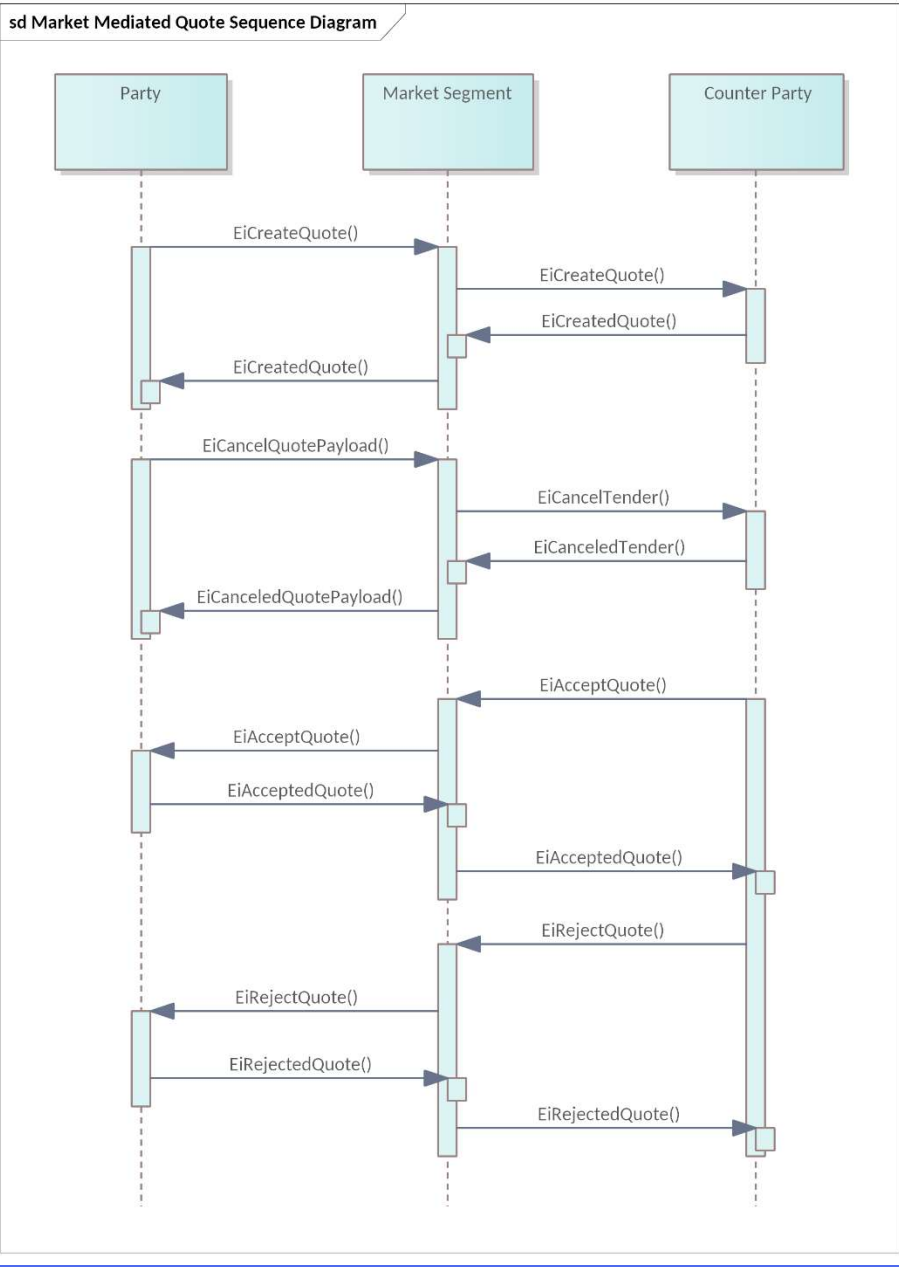 sd Market Mediated Quote Sequence Diagram
Party
Market Segment
Counter Party
EiCreateQuote()
EiCreateQuote()
EiCreatedQuote()
EiCreatedQuote()
EiCancelQuotePayload()
EiCancelTender()
EiCanceledTender()
EiCanceledQuotePayload()
EiAcceptQuote()
EiAcceptQuote()
EiAcceptedQuote()
EiAcceptedQuote()
EiRejectQuote()
EiRejectQuote()
EiRejectedQuote()
EiRejectedQuote()